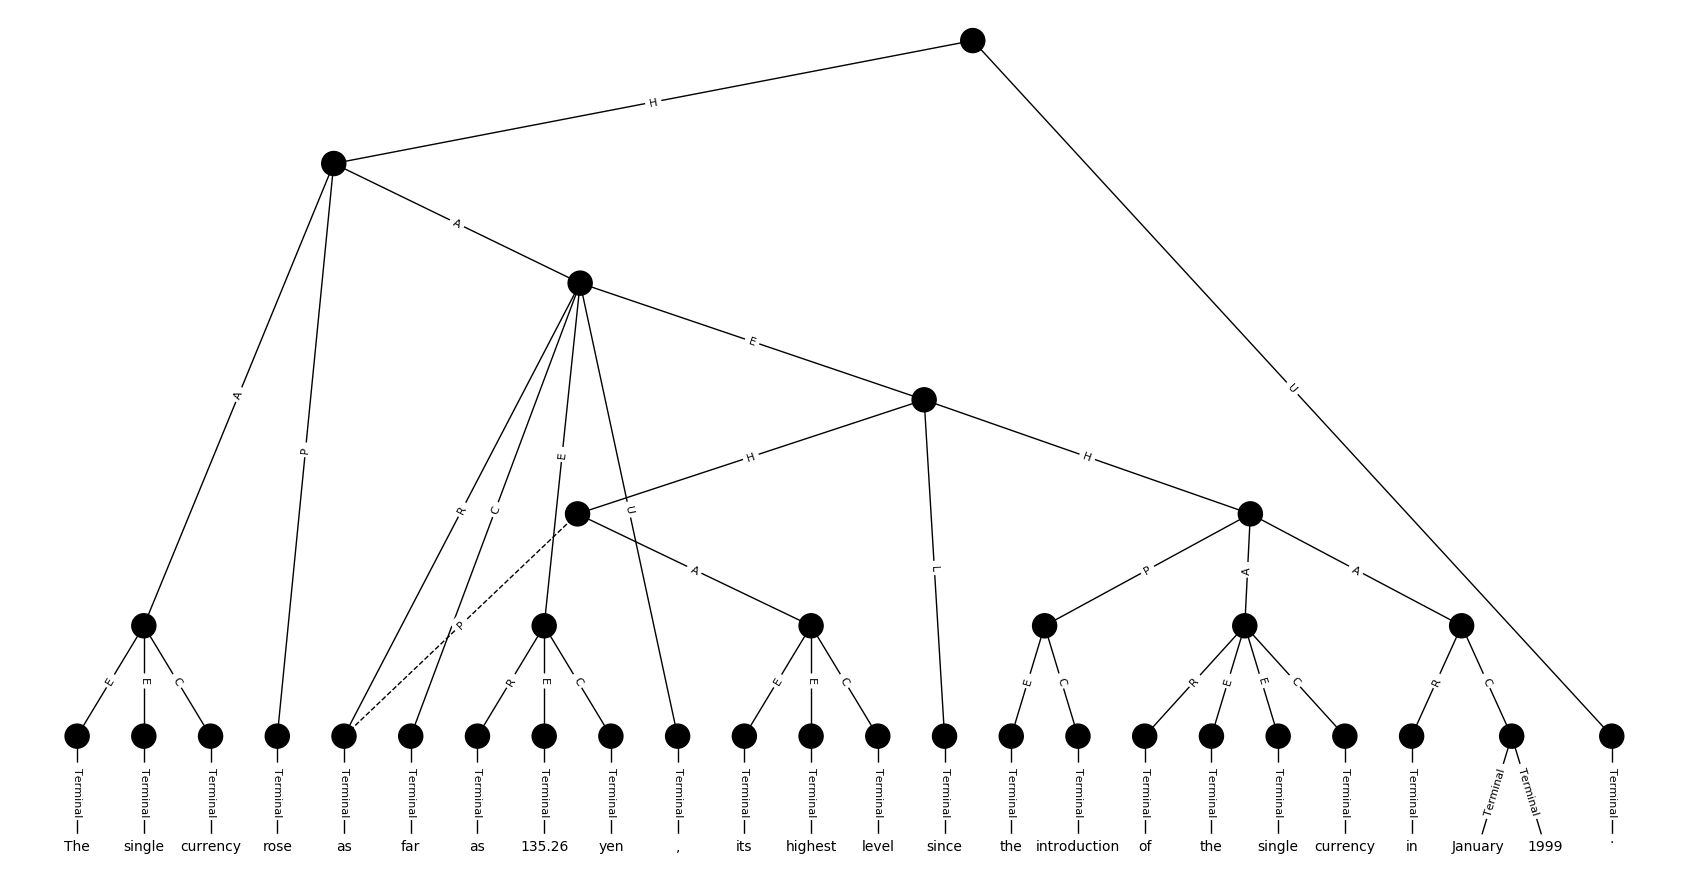 H
A
A
E
U
A
P
R
C
E
U
H
L
H
P
A
P
A
A
E
E
C
R
E
C
E
E
C
E
C
R
E
E
C
R
C
Terminal Terminal Terminal Terminal Terminal Terminal Terminal Terminal Terminal Terminal Terminal Terminal Terminal Terminal Terminal Terminal Terminal Terminal Terminal Terminal Terminal Terminal Terminal Terminal
The single currency rose as far as 135.26 yen , its highest level since the introduction of the single currency in January 1999 .